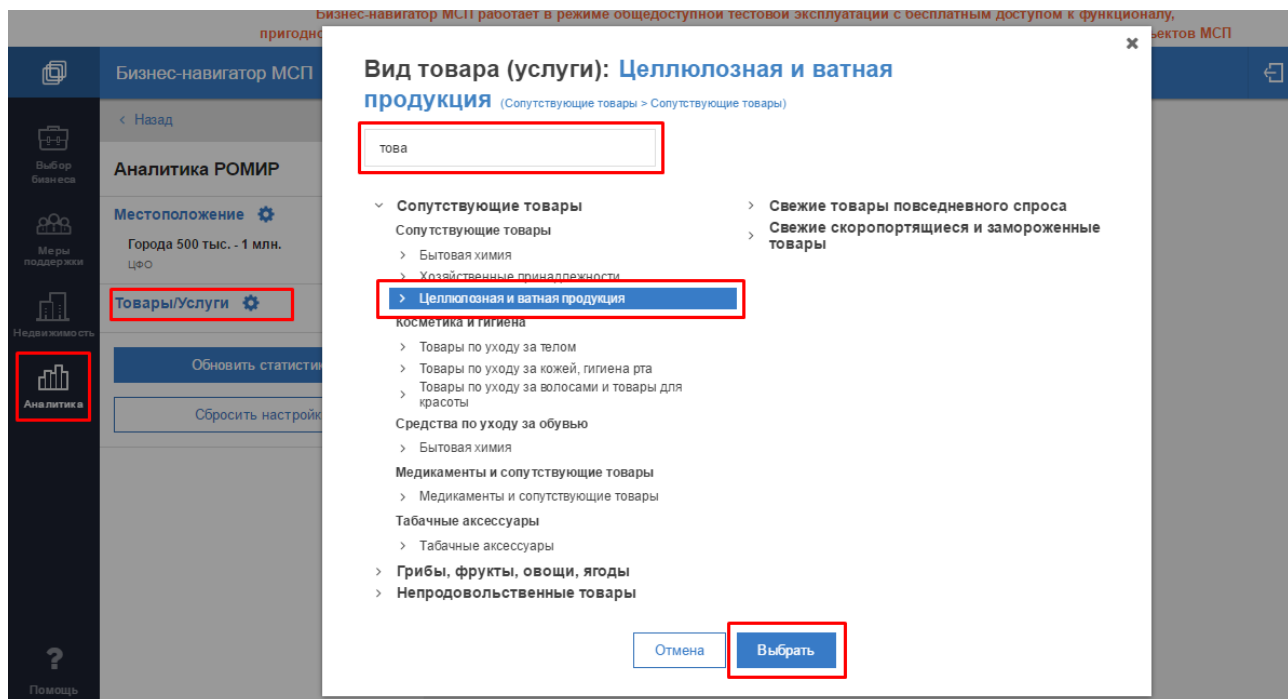 Бизнес-навигатор МСП работает в режиме общедоступной тестовой эксплуатации с бесплатным доступом к функционалу,
пригодно ъектов МСП
Бизнес-навигатор МСП
Выбор
бизнеса
Меры
поддержки
Недвижимость
Аналитика
Помощь
< Назад
Аналитика РОМИР
Местоположение
Города 500 тыс. - 1 млн.
ЦФО
Товары/Услуги
Обновить статистик
Сбросить настройк
Вид товара (услуги): Целлюлозная и ватная
продукция (Сопутствующие товары > Сопутствующие товары)
това
Сопутствующие товары
Сопутствующие товары
Бытовая химия
Хозяйственные принадлежности
Целлюлозная и ватная продукция
Косметика и гигиена
Товары по уходу за телом
Товары по уходу за кожей, гигиена рта
Товары по уходу за волосами и товары для
красоты
Средства по уходу за обувью
Бытовая химия
Медикаменты и сопутствующие товары
Медикаменты и сопутствующие товары
Табачные аксессуары
Табачные аксессуары
Грибы, фрукты, овощи, ягоды
Непродовольственные товары
Свежие товары повседневного спроса
Свежие скоропортящиеся и замороженные
товары
Отмена
Выбрать